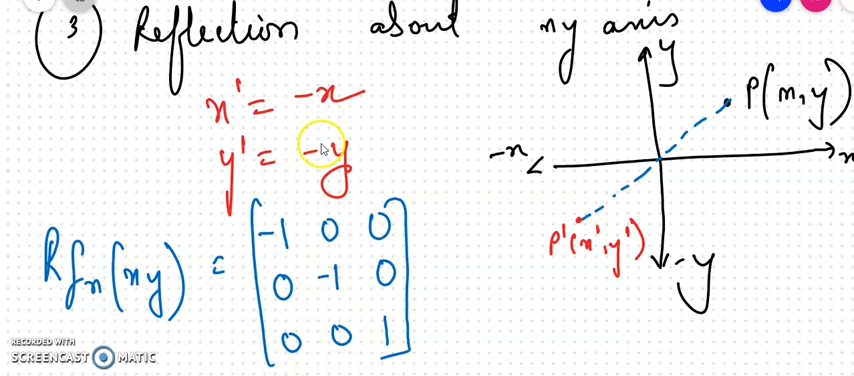 3 Reflection about xy axis
x' = -x
y' = -y
Rfx(xy) = [-1 0 0
0 -1 0
0 0 1]
y
P(x,y)
-x
x
P'(x',y')
-y
RECORDED WITH
SCREENCAST MATIC